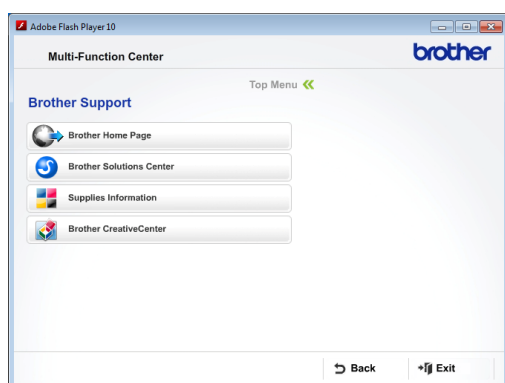 Adobe Flash Player 10
Multi-Function Center
brother
Top Menu
Brother Support
Brother Home Page
Brother Solutions Center
Supplies Information
Brother CreativeCenter
Back
Exit